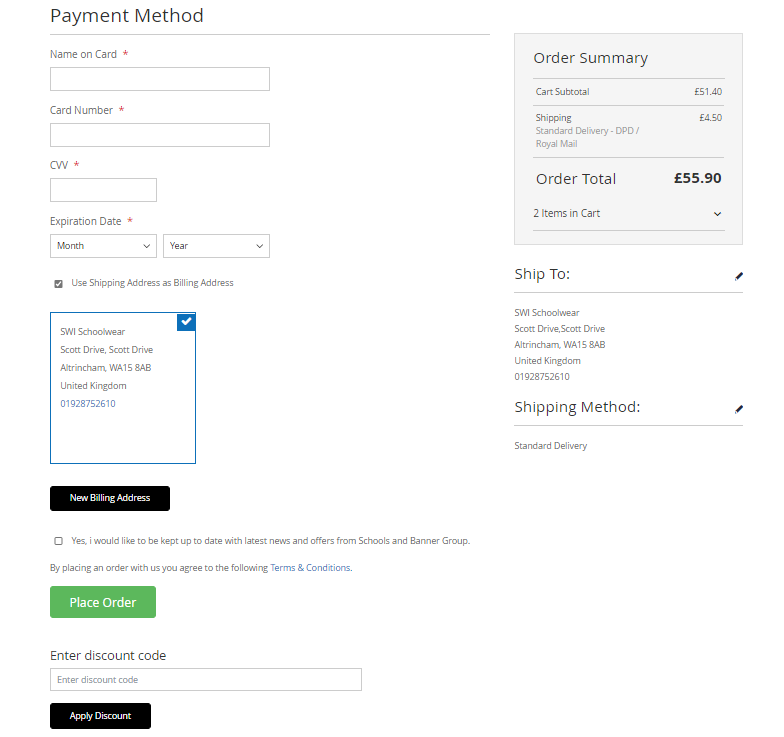 Payment Method
Name on Card *
Card Number *
CVV *
Expiration Date *
Month
Year
Use Shipping Address as Billing Address
SWI Schoolwear
Scott Drive, Scott Drive
Altrincham, WA15 8AB
United Kingdom
01928752610
New Billing Address
Yes, i would like to be kept up to date with latest news and offers from Schools and Banner Group.
By placing an order with us you agree to the following Terms & Conditions.
Place Order
Enter discount code
Enter discount code
Apply Discount
Order Summary
Cart Subtotal £51.40
Shipping £4.50
Standard Delivery - DPD /
Royal Mail
Order Total £55.90
2 Items in Cart
Ship To:
SWI Schoolwear
Scott Drive,Scott Drive
Altrincham, WA15 8AB
United Kingdom
01928752610
Shipping Method:
Standard Delivery